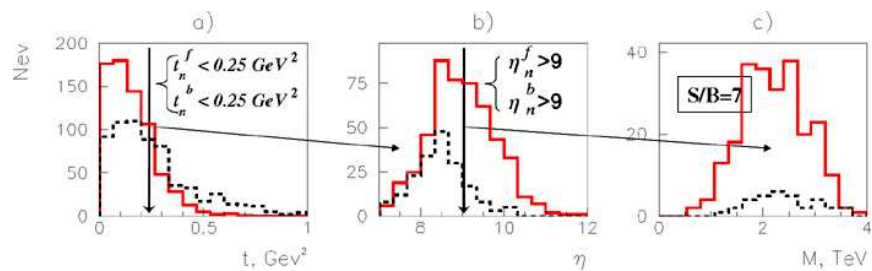 a)
b)
c)
Nev
200
150
100
50
0
t_n^f < 0.25 GeV^2
t_n^b < 0.25 GeV^2
0 0.5 1
t, Gev^2
75
50
25
0
η_n^f >9
η_n^b >9
8 10 12
η
40
20
0
S/B=7
0 2 4
M, TeV